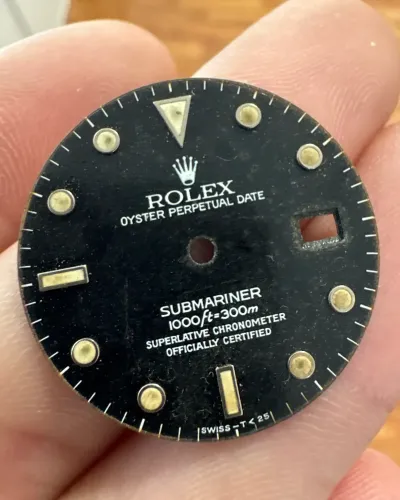 ROLEX
OYSTER PERPETUAL DATE
SUBMARINER
1000ft=300m
SUPERLATIVE CHRONOMETER
OFFICIALLY CERTIFIED
SWISS-T<25